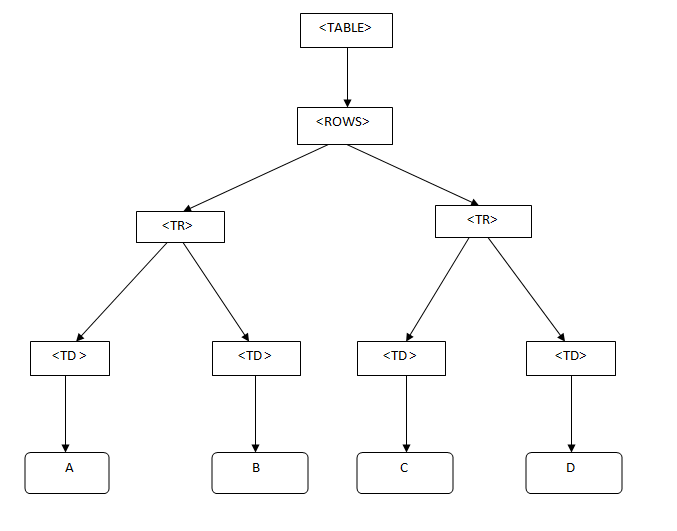 <TABLE>
<ROWS>
<TR>
<TR>
<TD >
<TD >
<TD >
<TD>
A
B
C
D